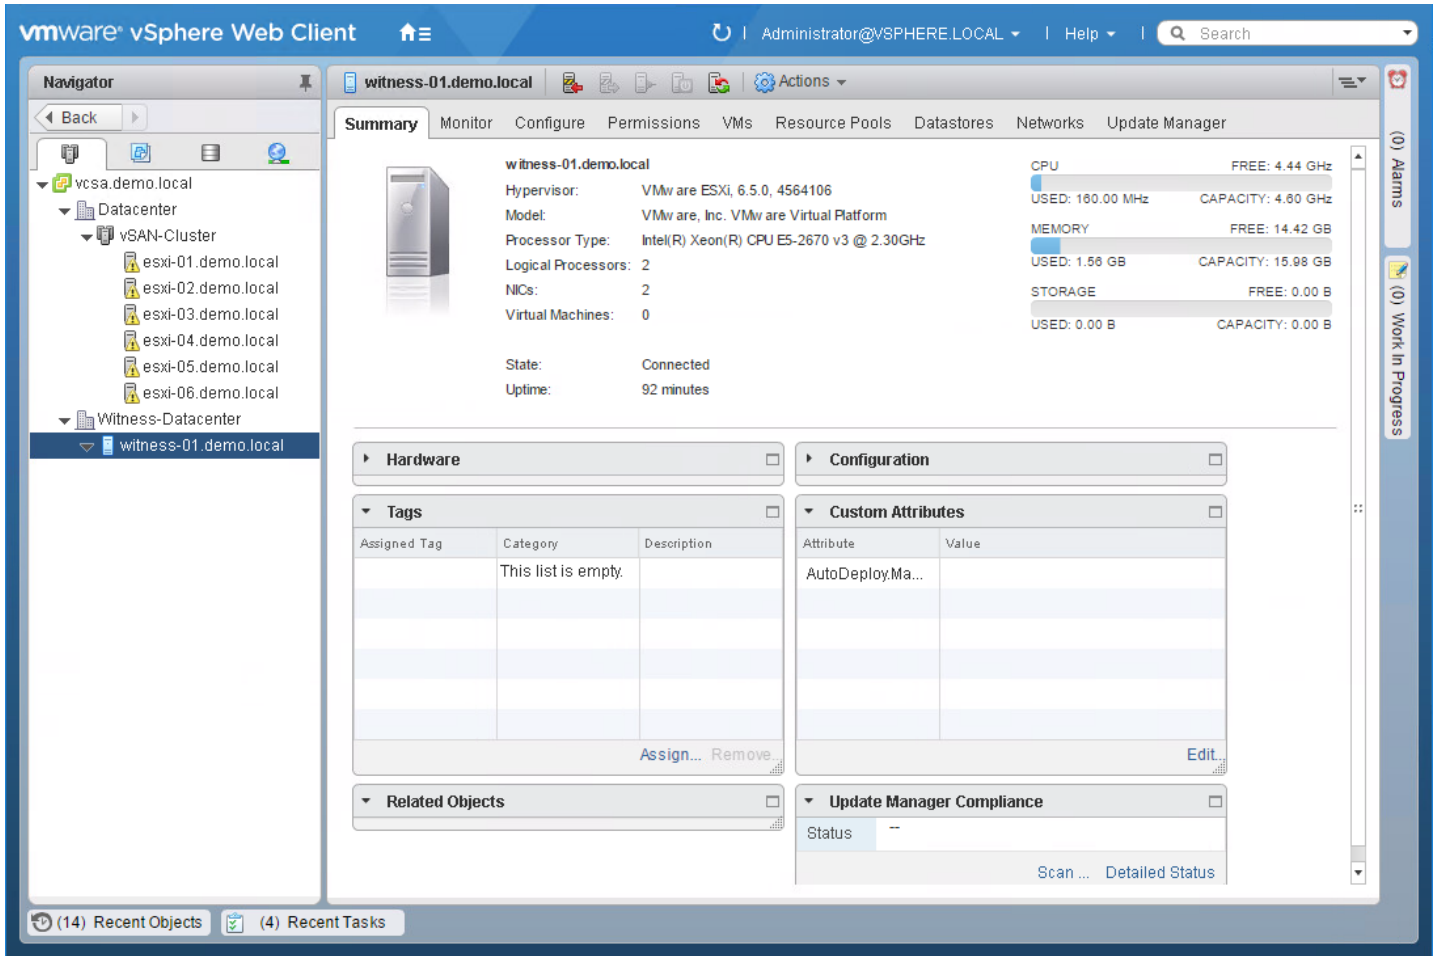 vmware® vSphere Web Client
Administrator@VSPHERE.LOCAL
Help
Search
Navigator
Back
vcsa.demo.local
Datacenter
vSAN-Cluster
esxi-01.demo.local
esxi-02.demo.local
esxi-03.demo.local
esxi-04.demo.local
esxi-05.demo.local
esxi-06.demo.local
Witness-Datacenter
witness-01.demo.local
witness-01.demo.local
Actions
Summary Monitor Configure Permissions VMs Resource Pools Datastores Networks Update Manager
witness-01.demo.local
Hypervisor: VMware ESXi, 6.5.0, 4564106
Model: VMware, Inc. VMware Virtual Platform
Processor Type: Intel(R) Xeon(R) CPU E5-2670 v3 @ 2.30GHz
Logical Processors: 2
NICs: 2
Virtual Machines: 0
State: Connected
Uptime: 92 minutes
CPU FREE: 4.44 GHz
USED: 160.00 MHz CAPACITY: 4.60 GHz
MEMORY FREE: 14.42 GB
USED: 1.56 GB CAPACITY: 15.98 GB
STORAGE FREE: 0.00 B
USED: 0.00 B CAPACITY: 0.00 B
Hardware
Configuration
Tags
Assigned Tag Category Description
This list is empty.
Assign... Remove...
Custom Attributes
Attribute Value
AutoDeploy.Ma...
Edit...
Related Objects
Update Manager Compliance
Status --
Scan ... Detailed Status
(0) Alarms
(0) Work In Progress
(14) Recent Objects
(4) Recent Tasks